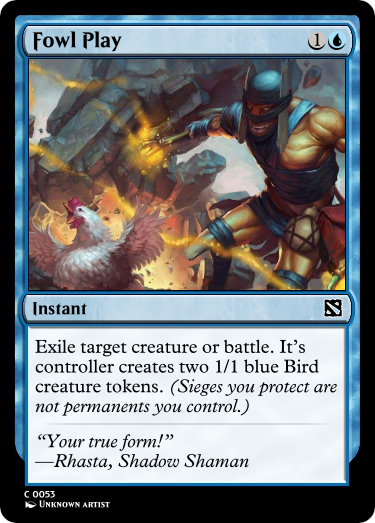 Fowl Play 1
Instant
Exile target creature or battle. It's
controller creates two 1/1 blue Bird
creature tokens. (Sieges you protect are
not permanents you control.)
“Your true form!”
—Rhasta, Shadow Shaman
C 0053
Unknown Artist